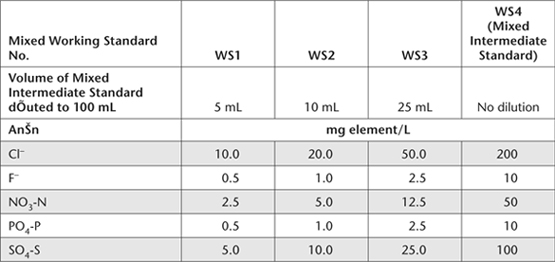 Mixed Working Standard No. WS1 WS2 WS3 WS4 (Mixed Intermediate Standard)
Volume of Mixed Intermediate Standard dÕuted to 100 mL 5 mL 10 mL 25 mL No dilution
AnŠn mg element/L
Cl⁻ 10.0 20.0 50.0 200
F⁻ 0.5 1.0 2.5 10
NO₃-N 2.5 5.0 12.5 50
PO₄-P 0.5 1.0 2.5 10
SO₄-S 5.0 10.0 25.0 100